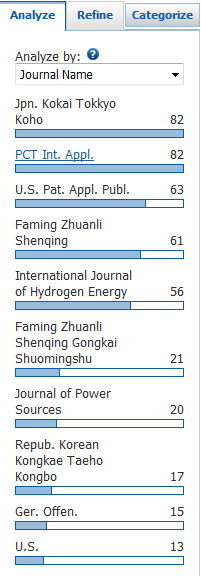 Analyze Refine Categorize
Analyze by: ?
Journal Name
Jpn. Kokai Tokkyo
Koho 82
PCT Int. Appl. 82
U.S. Pat. Appl. Publ. 63
Faming Zhuanli
Shenqing 61
International Journal
of Hydrogen Energy 56
Faming Zhuanli
Shenqing Gongkai
Shuomingshu 21
Journal of Power
Sources 20
Repub. Korean
Kongkae Taeho
Kongbo 17
Ger. Offen. 15
U.S. 13